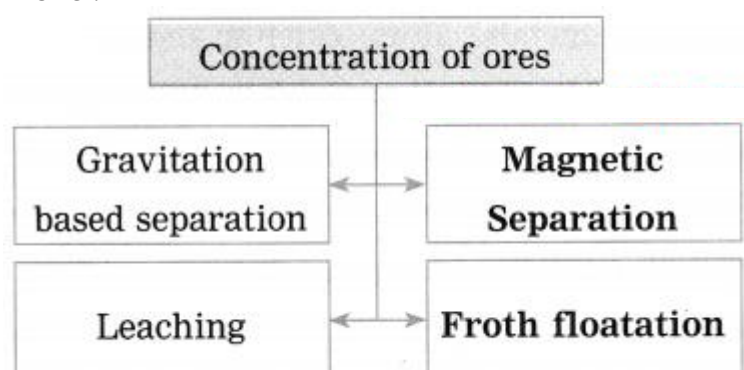 Concentration of ores
Gravitation
based separation
Magnetic
Separation
Leaching
Froth floatation